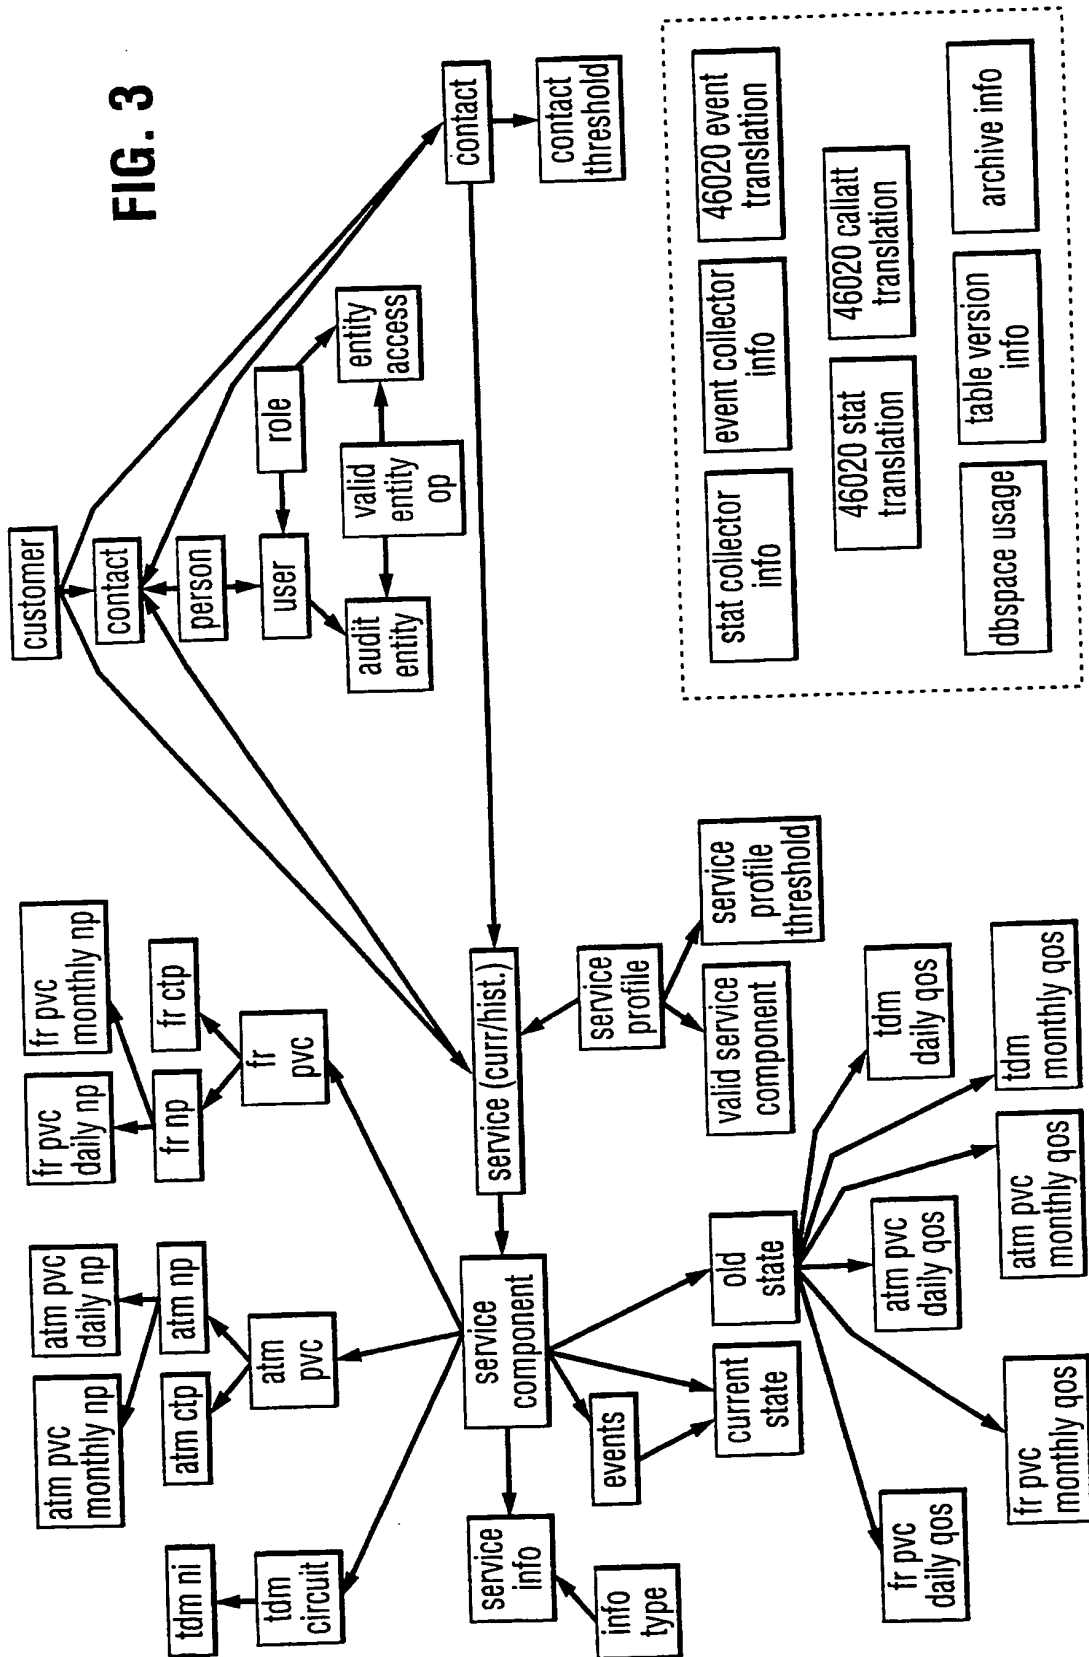 FIG. 3
customer
contact
person
user
role
audit
entity
valid
entity
op
entity
access
contact
contact
threshold
fr pvc
daily np
fr pvc
monthly np
fr np
fr ctp
fr
pvc
atm pvc
monthly np
atm pvc
daily np
atm ctp
atm np
atm
pvc
tdm ni
tdm
circuit
service (curr/hist.)
service
component
service
info
info
type
events
current
state
old
state
service
profile
valid service
component
service
profile
threshold
fr pvc
daily qos
fr pvc
monthly qos
atm pvc
daily qos
atm pvc
monthly qos
tdm
daily qos
tdm
monthly qos
stat collector
info
event collector
info
46020 event
translation
46020 stat
translation
46020 callatt
translation
dbspace usage
table version
info
archive info